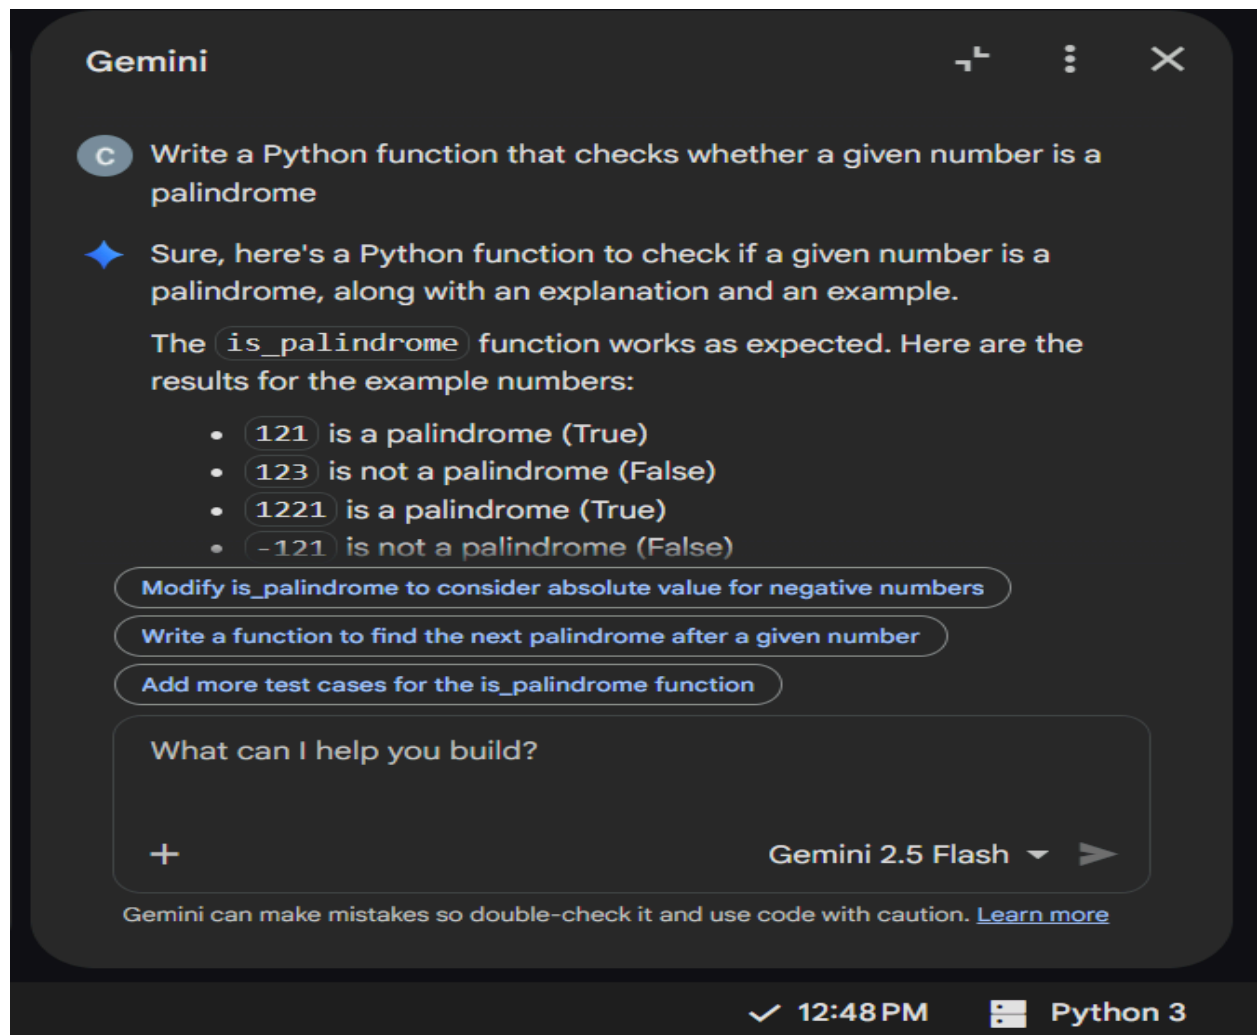 Gemini
C
Write a Python function that checks whether a given number is a
palindrome
Sure, here's a Python function to check if a given number is a
palindrome, along with an explanation and an example.
The is_palindrome function works as expected. Here are the
results for the example numbers:
• 121 is a palindrome (True)
• 123 is not a palindrome (False)
• 1221 is a palindrome (True)
• -121 is not a palindrome (False)
Modify is_palindrome to consider absolute value for negative numbers
Write a function to find the next palindrome after a given number
Add more test cases for the is_palindrome function
What can I help you build?
Gemini 2.5 Flash
Gemini can make mistakes so double-check it and use code with caution. Learn more
12:48 PM Python 3